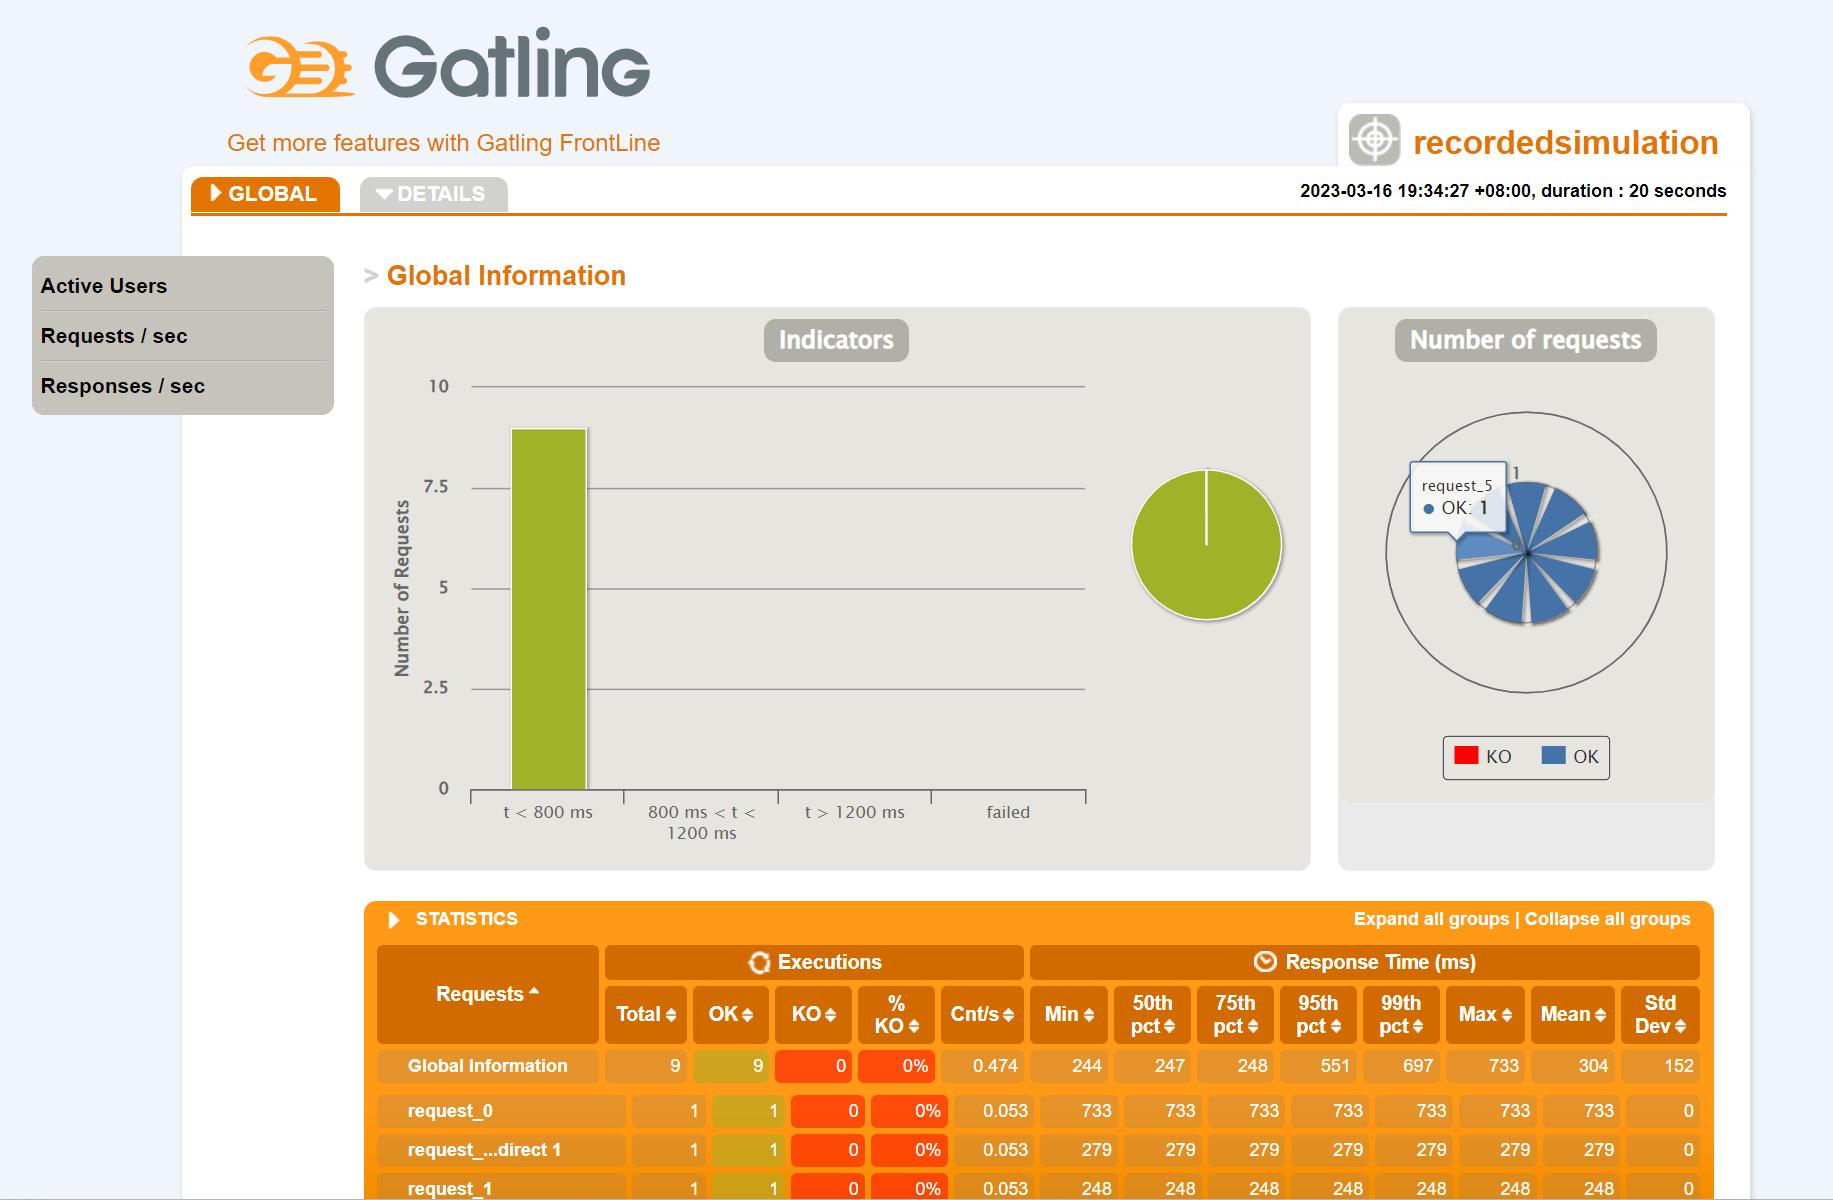 Gatling
Get more features with Gatling FrontLine
recordedsimulation
GLOBAL
DETAILS
2023-03-16 19:34:27 +08:00, duration : 20 seconds
Active Users
Requests / sec
Responses / sec
> Global Information
Indicators
10
7.5
5
2.5
0
Number of Requests
t < 800 ms
800 ms < t < 1200 ms
t > 1200 ms
failed
Number of requests
1
request_5
OK: 1
0
KO
OK
STATISTICS
Expand all groups | Collapse all groups
Requests
Executions
Response Time (ms)
Total OK KO % KO Cnt/s Min 50th pct 75th pct 95th pct 99th pct Max Mean Std Dev
Global Information 9 9 0 0% 0.474 244 247 248 551 697 733 304 152
request_0 1 1 0 0% 0.053 733 733 733 733 733 733 733 0
request_...direct 1 1 1 0 0% 0.053 279 279 279 279 279 279 279 0
request_1 1 1 0 0% 0.053 248 248 248 248 248 248 248 0